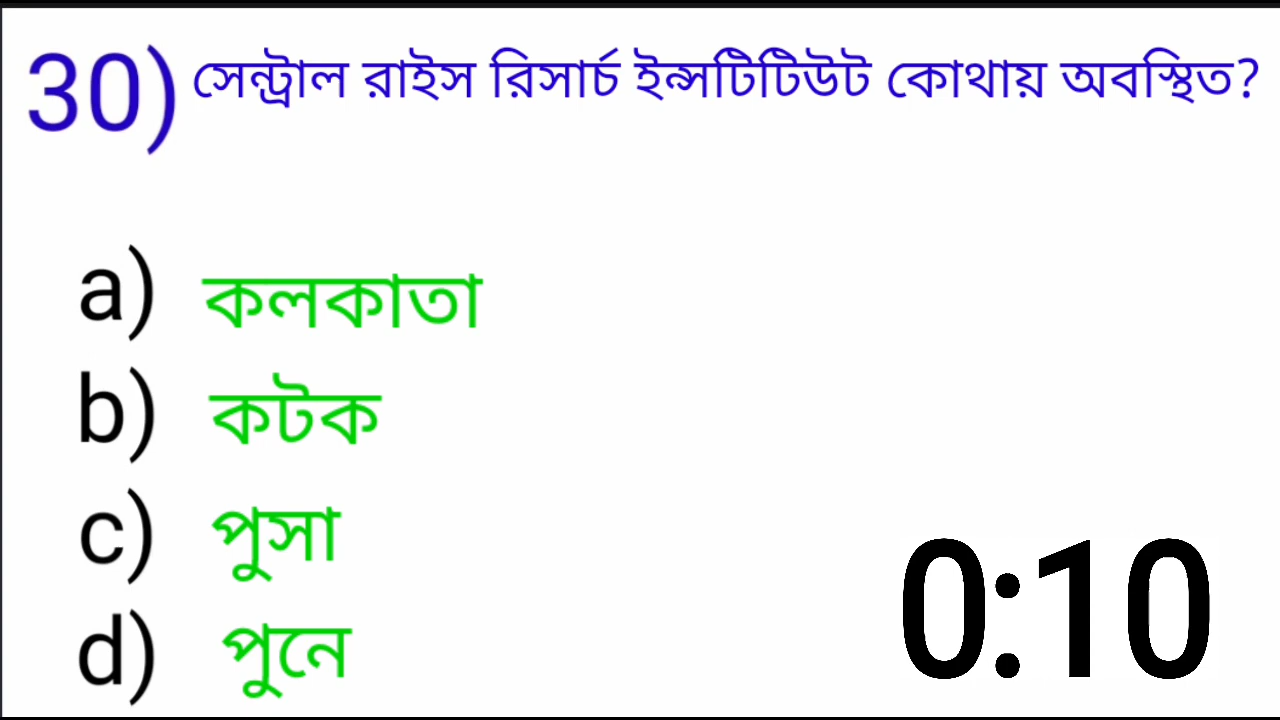 30) সেন্ট্রাল রাইস রিসার্চ ইন্সটিটিউট কোথায় অবস্থিত?
a) কলকাতা
b) কটক
c) পুসা
d) পুনে
0:10